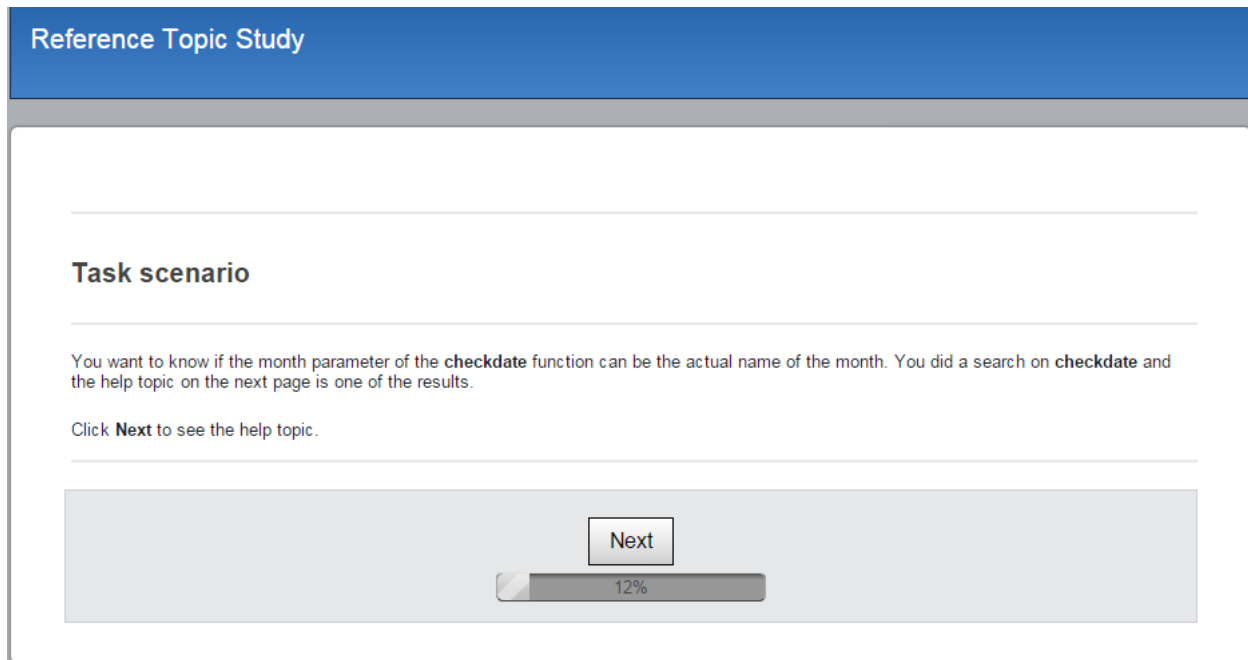 Reference Topic Study
Task scenario
You want to know if the month parameter of the checkdate function can be the actual name of the month. You did a search on checkdate and
the help topic on the next page is one of the results.
Click Next to see the help topic.
Next
12%